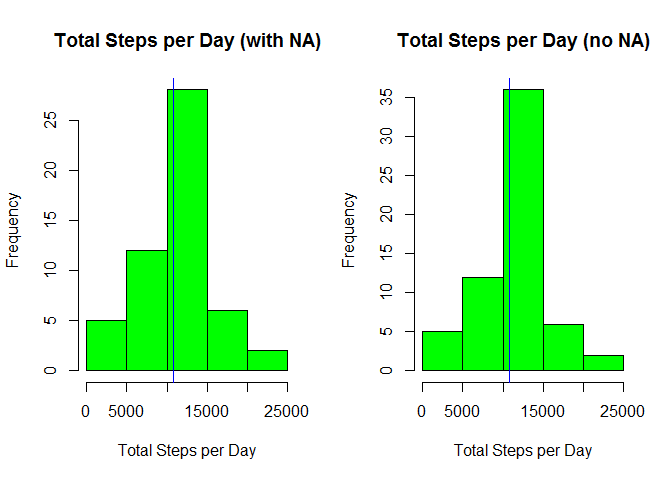 Total Steps per Day (with NA)
Frequency
0
5
10
15
20
25
0 5000 15000 25000
Total Steps per Day
Total Steps per Day (no NA)
Frequency
0
5
10
15
20
25
30
35
0 5000 15000 25000
Total Steps per Day